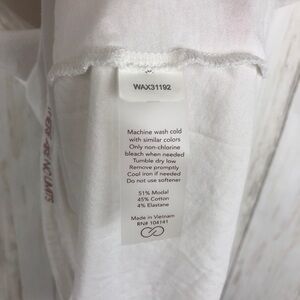 WAX31192
Machine wash cold
with similar colors
Only non-chlorine
bleach when needed
Tumble dry low
Remove promptly
Cool iron if needed
Do not use softener
51% Modal
45% Cotton
4% Elastane
Made in Vietnam
RN# 104141